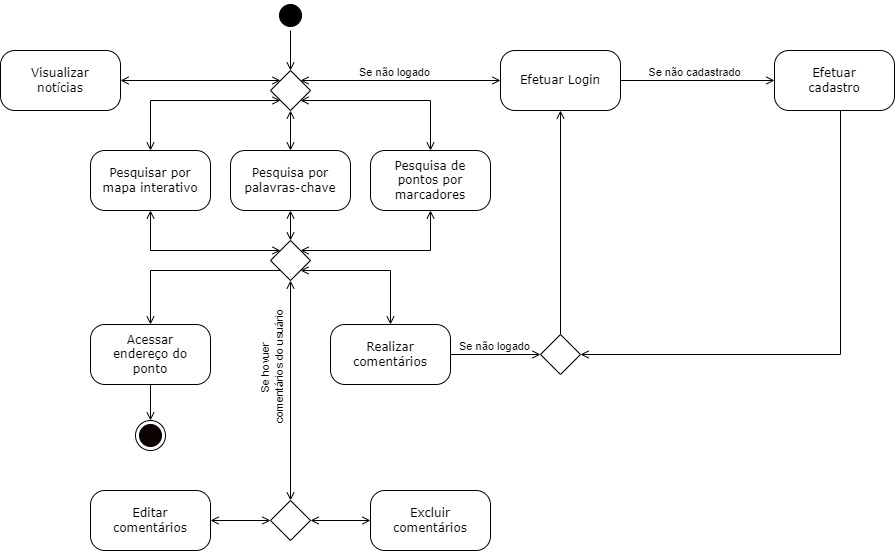 Visualizar
notícias
Se não logado
Efetuar Login
Se não cadastrado
Efetuar
cadastro
Pesquisar por
mapa interativo
Pesquisa por
palavras-chave
Pesquisa de
pontos por
marcadores
Acessar
endereço do
ponto
Se hovuer
comentários do usuário
Realizar
comentários
Se não logado
Editar
comentários
Excluir
comentários